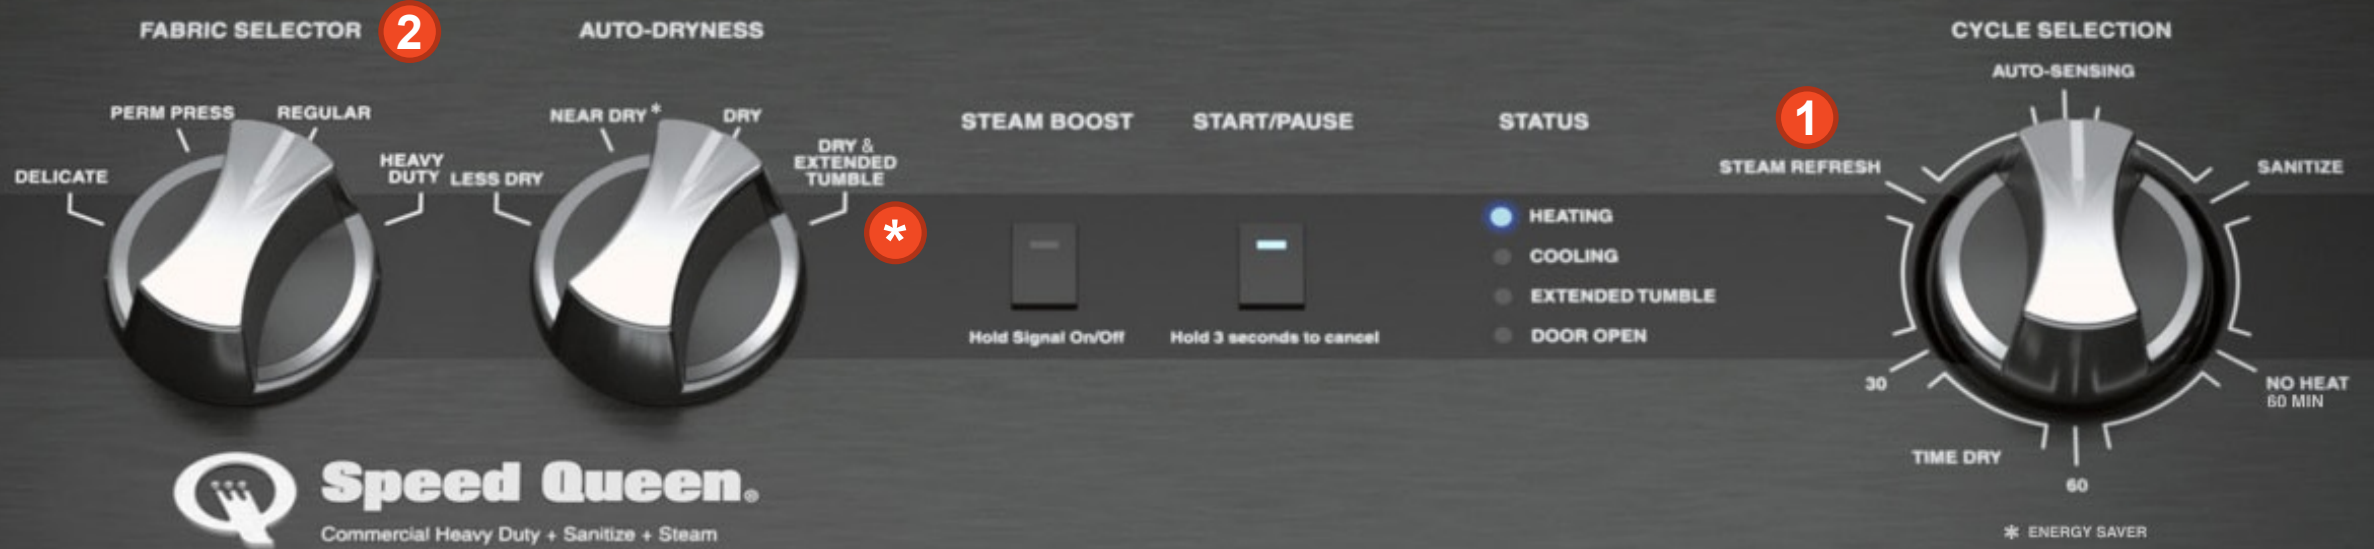 FABRIC SELECTOR 2
AUTO-DRYNESS
CYCLE SELECTION
AUTO-SENSING
PERM PRESS
REGULAR
NEAR DRY *
DRY
STEAM BOOST
START/PAUSE
STATUS
1
DELICATE
HEAVY
DUTY
LESS DRY
DRY &
EXTENDED
TUMBLE
*
STEAM REFRESH
SANITIZE
HEATING
COOLING
EXTENDED TUMBLE
DOOR OPEN
Hold Signal On/Off
Hold 3 seconds to cancel
30
NO HEAT
60 MIN
TIME DRY
60
Speed Queen®
Commercial Heavy Duty + Sanitize + Steam
* ENERGY SAVER